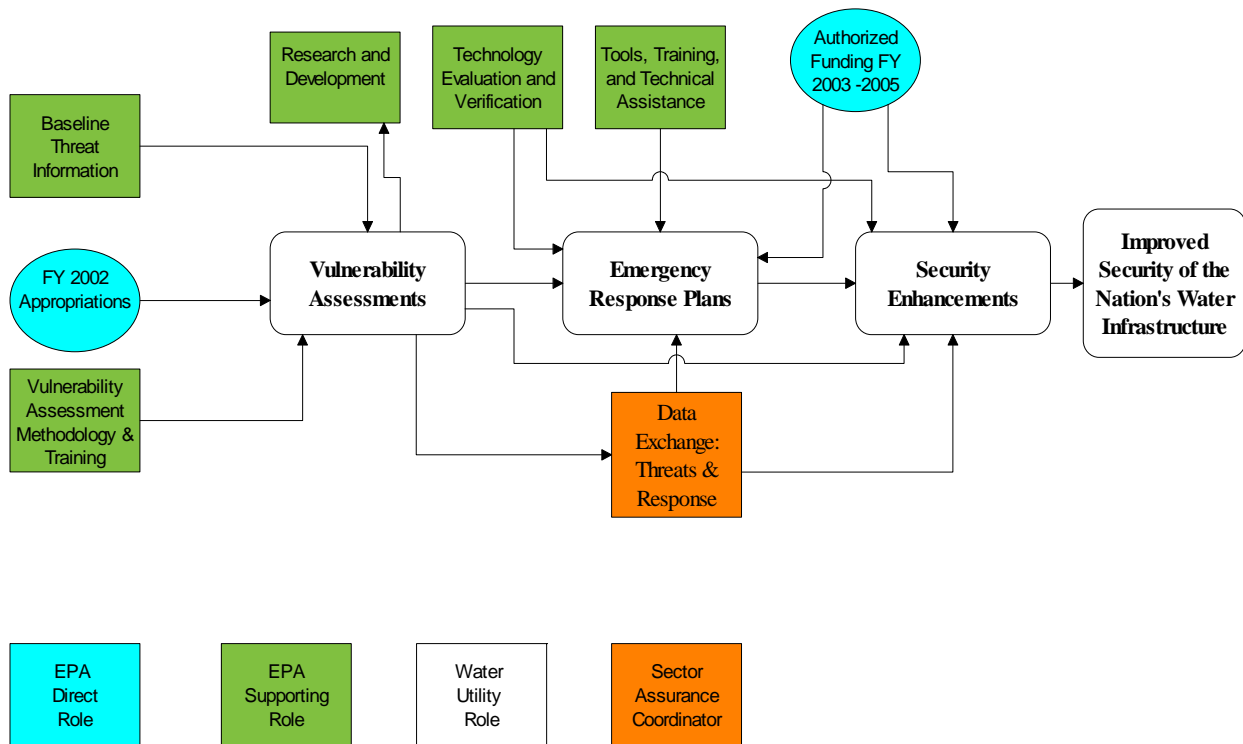 Research and
Development
Technology
Evaluation and
Verification
Tools, Training,
and Technical
Assistance
Authorized
Funding FY
2003 -2005
Baseline
Threat
Information
FY 2002
Appropriations
Vulnerability
Assessments
Emergency
Response Plans
Security
Enhancements
Improved
Security of the
Nation's Water
Infrastructure
Vulnerability
Assessment
Methodology &
Training
Data
Exchange:
Threats &
Response
EPA
Direct
Role
EPA
Supporting
Role
Water
Utility
Role
Sector
Assurance
Coordinator